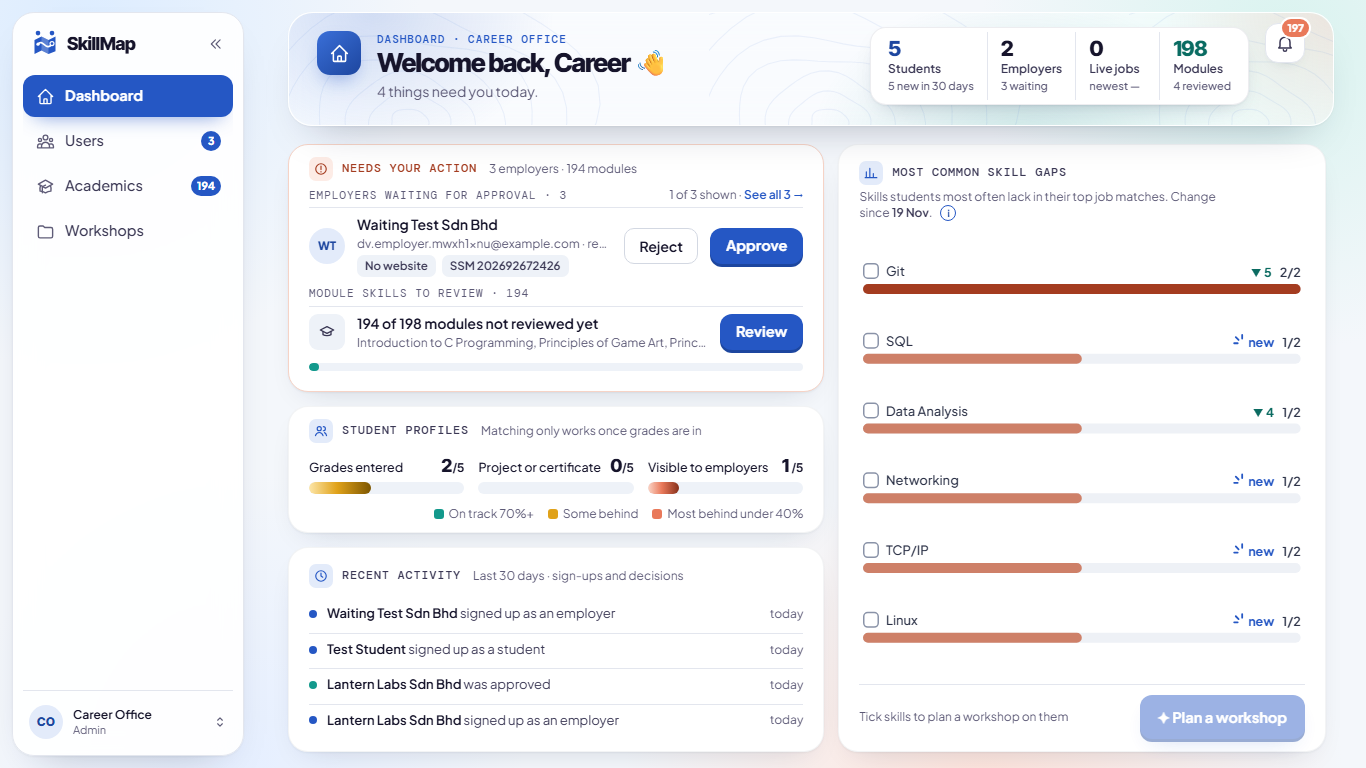 SkillMap
Dashboard
Users
3
Academics
194
Workshops
CO
Career Office
Admin
DASHBOARD · CAREER OFFICE
Welcome back, Career 👋
4 things need you today.
5
Students
5 new in 30 days
2
Employers
3 waiting
0
Live jobs
newest —
198
Modules
4 reviewed
197
NEEDS YOUR ACTION 3 employers · 194 modules
EMPLOYERS WAITING FOR APPROVAL · 3
1 of 3 shown · See all 3 →
WT
Waiting Test Sdn Bhd
dv.employer.mwxh1xnu@example.com · re…
No website
SSM 202692672426
Reject
Approve
MODULE SKILLS TO REVIEW · 194
194 of 198 modules not reviewed yet
Introduction to C Programming, Principles of Game Art, Princ…
Review
STUDENT PROFILES Matching only works once grades are in
Grades entered 2/5
Project or certificate 0/5
Visible to employers 1/5
On track 70%+
Some behind
Most behind under 40%
RECENT ACTIVITY Last 30 days · sign-ups and decisions
Waiting Test Sdn Bhd signed up as an employer today
Test Student signed up as a student today
Lantern Labs Sdn Bhd was approved today
Lantern Labs Sdn Bhd signed up as an employer today
MOST COMMON SKILL GAPS
Skills students most often lack in their top job matches. Change
since 19 Nov.
Git ▼5 2/2
SQL new 1/2
Data Analysis ▼4 1/2
Networking new 1/2
TCP/IP new 1/2
Linux new 1/2
Tick skills to plan a workshop on them
Plan a workshop